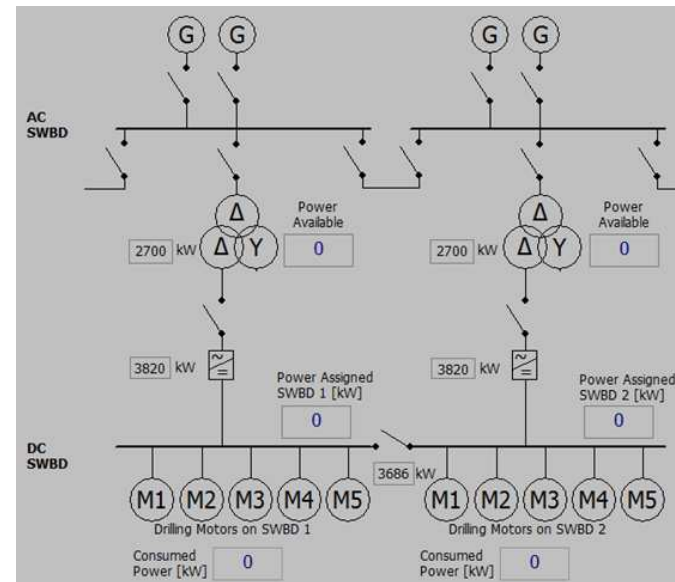 G G G G
AC
SWBD
Δ Δ
Power
Available
Power
Available
2700 kW Δ Y 0 2700 kW Δ Y 0
3820 kW ~ = 3820 kW ~ =
Power Assigned
SWBD 1 [kW]
0
Power Assigned
SWBD 2 [kW]
0
DC
SWBD
3686 kW
M1 M2 M3 M4 M5 M1 M2 M3 M4 M5
Drilling Motors on SWBD 1 Drilling Motors on SWBD 2
Consumed
Power [kW]
0
Consumed
Power [kW]
0